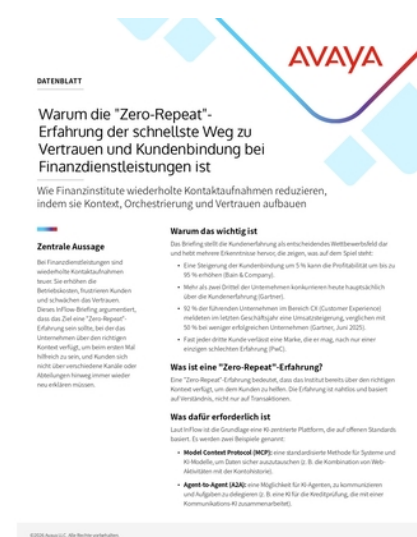 AVAYA
DATENBLATT
Warum die "Zero-Repeat"-
Erfahrung der schnellste Weg zu
Vertrauen und Kundenbindung bei
Finanzdienstleistungen ist
Wie Finanzinstitute wiederholte Kontaktaufnahmen reduzieren,
indem sie Kontext, Orchestrierung und Vertrauen aufbauen
Zentrale Aussage
Bei Finanzdienstleistungen sind
wiederholte Kontaktaufnahmen
teuer: Sie erhöhen die
Betriebskosten, frustrieren Kunden
und schwächen das Vertrauen.
Dieses InFlow-Briefing argumentiert,
dass das Ziel eine "Zero-Repeat"-
Erfahrung sein sollte, bei der das
Unternehmen über den richtigen
Kontext verfügt, um beim ersten Mal
hilfreich zu sein, und Kunden sich
nicht über verschiedene Kanäle oder
Abteilungen hinweg immer wieder
neu erklären müssen.
Warum das wichtig ist
Das Briefing stellt die Kundenerfahrung als entscheidendes Wettbewerbsfeld dar
und hebt mehrere Erkenntnisse hervor, die zeigen, was auf dem Spiel steht:
• Eine Steigerung der Kundenbindung um 5 % kann die Profitabilität um bis zu
95 % erhöhen (Bain & Company).
• Mehr als zwei Drittel der Unternehmen konkurrieren heute hauptsächlich
über die Kundenerfahrung (Gartner).
• 92 % der führenden Unternehmen im Bereich CX (Customer Experience)
meldeten im letzten Geschäftsjahr eine Umsatzsteigerung, verglichen mit
50 % bei weniger erfolgreichen Unternehmen (Gartner, Juni 2025).
• Fast jeder dritte Kunde verlässt eine Marke, die er mag, nach nur einer
einzigen schlechten Erfahrung (PwC).
Was ist eine "Zero-Repeat"-Erfahrung?
Eine "Zero-Repeat"-Erfahrung bedeutet, dass das Institut bereits über den richtigen
Kontext verfügt, um dem Kunden zu helfen. Die Erfahrung ist nahtlos und basiert
auf Verständnis, nicht nur auf Transaktionen.
Was dafür erforderlich ist
Laut InFlow ist die Grundlage eine KI-zentrierte Plattform, die auf offenen Standards
basiert. Es werden zwei Beispiele genannt:
• Model Context Protocol (MCP): eine standardisierte Methode für Systeme und
KI-Modelle, um Daten sicher auszutauschen (z. B. die Kombination von Web-
Aktivitäten mit der Kontohistorie).
• Agent-to-Agent (A2A): eine Möglichkeit für KI-Agenten, zu kommunizieren
und Aufgaben zu delegieren (z. B. eine KI für die Kreditprüfung, die mit einer
Kommunikations-KI zusammenarbeitet).
©2026 Avaya LLC. Alle Rechte vorbehalten.